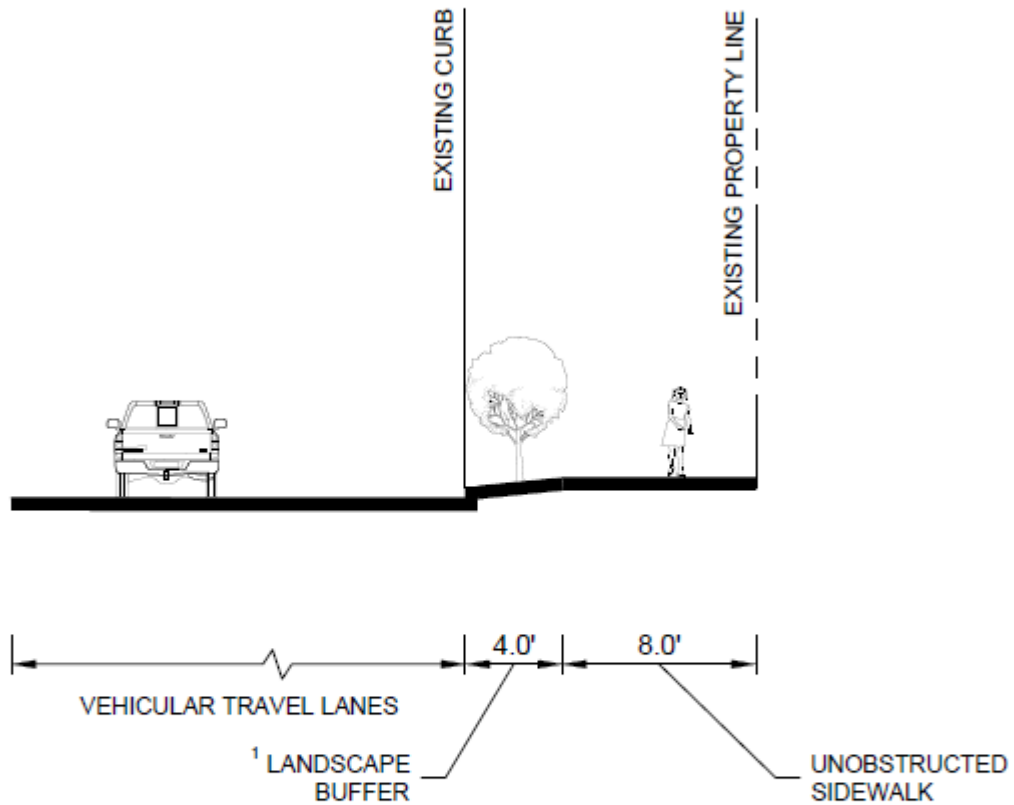 EXISTING CURB
EXISTING PROPERTY LINE
4.0'
8.0'
VEHICULAR TRAVEL LANES
¹ LANDSCAPE
BUFFER
UNOBSTRUCTED
SIDEWALK